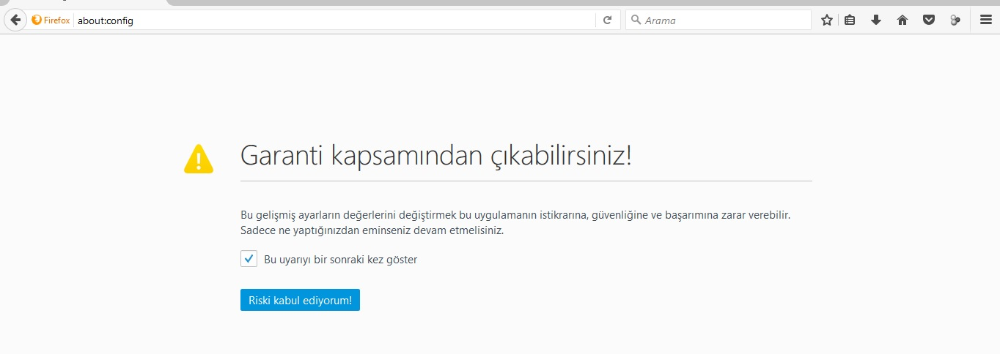 Firefox about:config Arama
Garanti kapsamından çıkabilirsiniz!
Bu gelişmiş ayarların değerlerini değiştirmek bu uygulamanın istikrarına, güvenliğine ve başarımına zarar verebilir.
Sadece ne yaptığınızdan eminseniz devam etmelisiniz.
Bu uyarıyı bir sonraki kez göster
Riski kabul ediyorum!